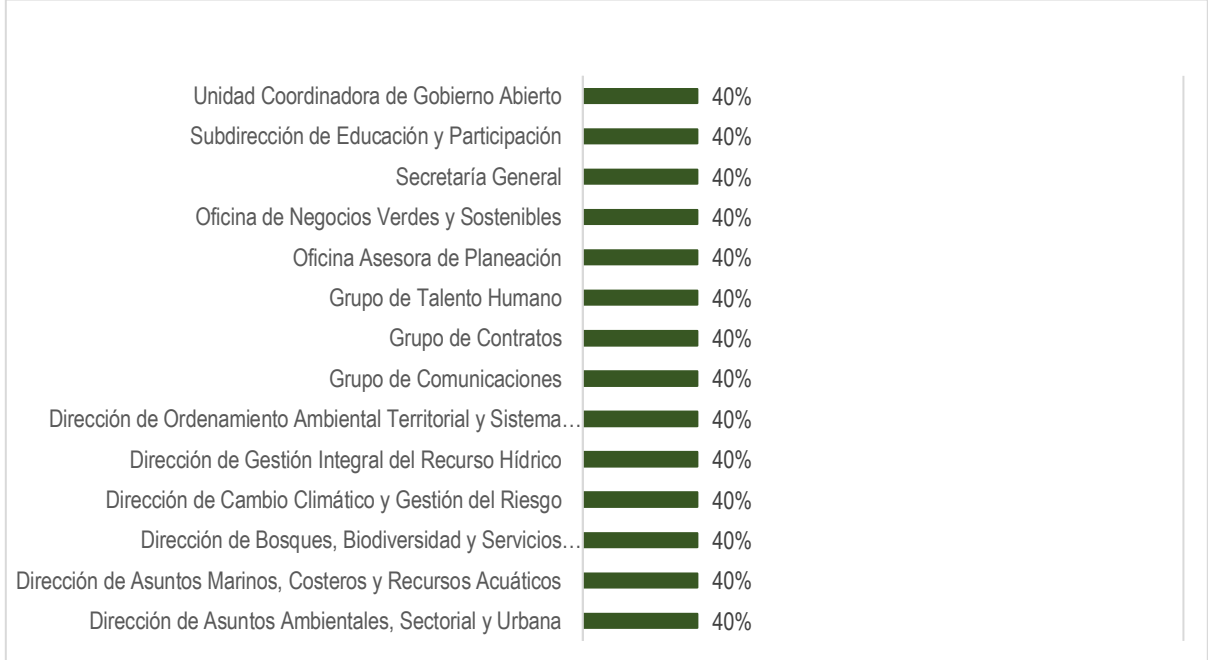 Unidad Coordinadora de Gobierno Abierto 40%
Subdirección de Educación y Participación 40%
Secretaría General 40%
Oficina de Negocios Verdes y Sostenibles 40%
Oficina Asesora de Planeación 40%
Grupo de Talento Humano 40%
Grupo de Contratos 40%
Grupo de Comunicaciones 40%
Dirección de Ordenamiento Ambiental Territorial y Sistema… 40%
Dirección de Gestión Integral del Recurso Hídrico 40%
Dirección de Cambio Climático y Gestión del Riesgo 40%
Dirección de Bosques, Biodiversidad y Servicios… 40%
Dirección de Asuntos Marinos, Costeros y Recursos Acuáticos 40%
Dirección de Asuntos Ambientales, Sectorial y Urbana 40%